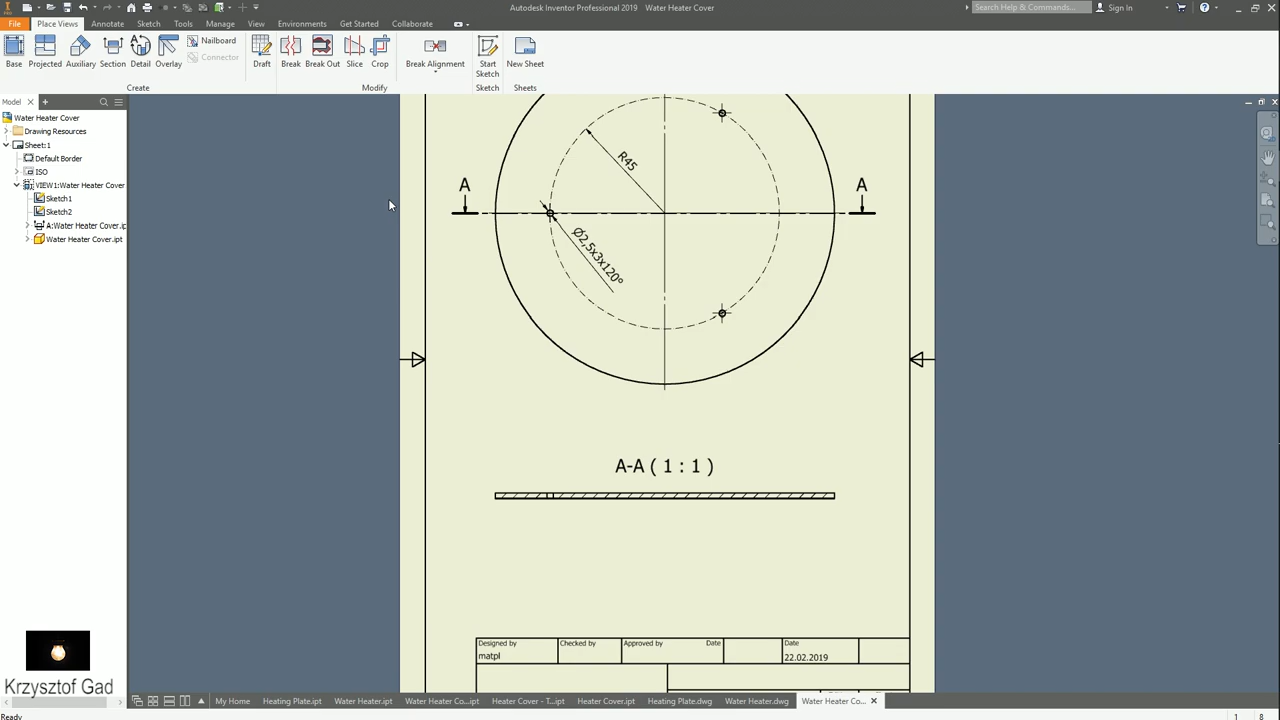 Autodesk Inventor Professional 2019 Water Heater Cover
Search Help & Commands...
Sign In
File Place Views Annotate Sketch Tools Manage View Environments Get Started Collaborate
Base Projected Auxiliary Section Detail Overlay
Nailboard
Connector
Draft Break Break Out Slice Crop
Break Alignment
Start Sketch
New Sheet
Create Modify Sketch Sheets
Model
Water Heater Cover
Drawing Resources
Sheet:1
Default Border
ISO
VIEW1:Water Heater Cover
Sketch1
Sketch2
A:Water Heater Cover.ip
Water Heater Cover.ipt
R45
A A
Ø2,5x3x120°
A-A ( 1 : 1 )
Designed by Checked by Approved by Date Date
matpl 22.02.2019
Krzysztof Gad
My Home Heating Plate.ipt Water Heater.ipt Water Heater Co...ipt Heater Cover - T...ipt Heater Cover.ipt Heating Plate.dwg Water Heater.dwg Water Heater Co...
Ready 1 8